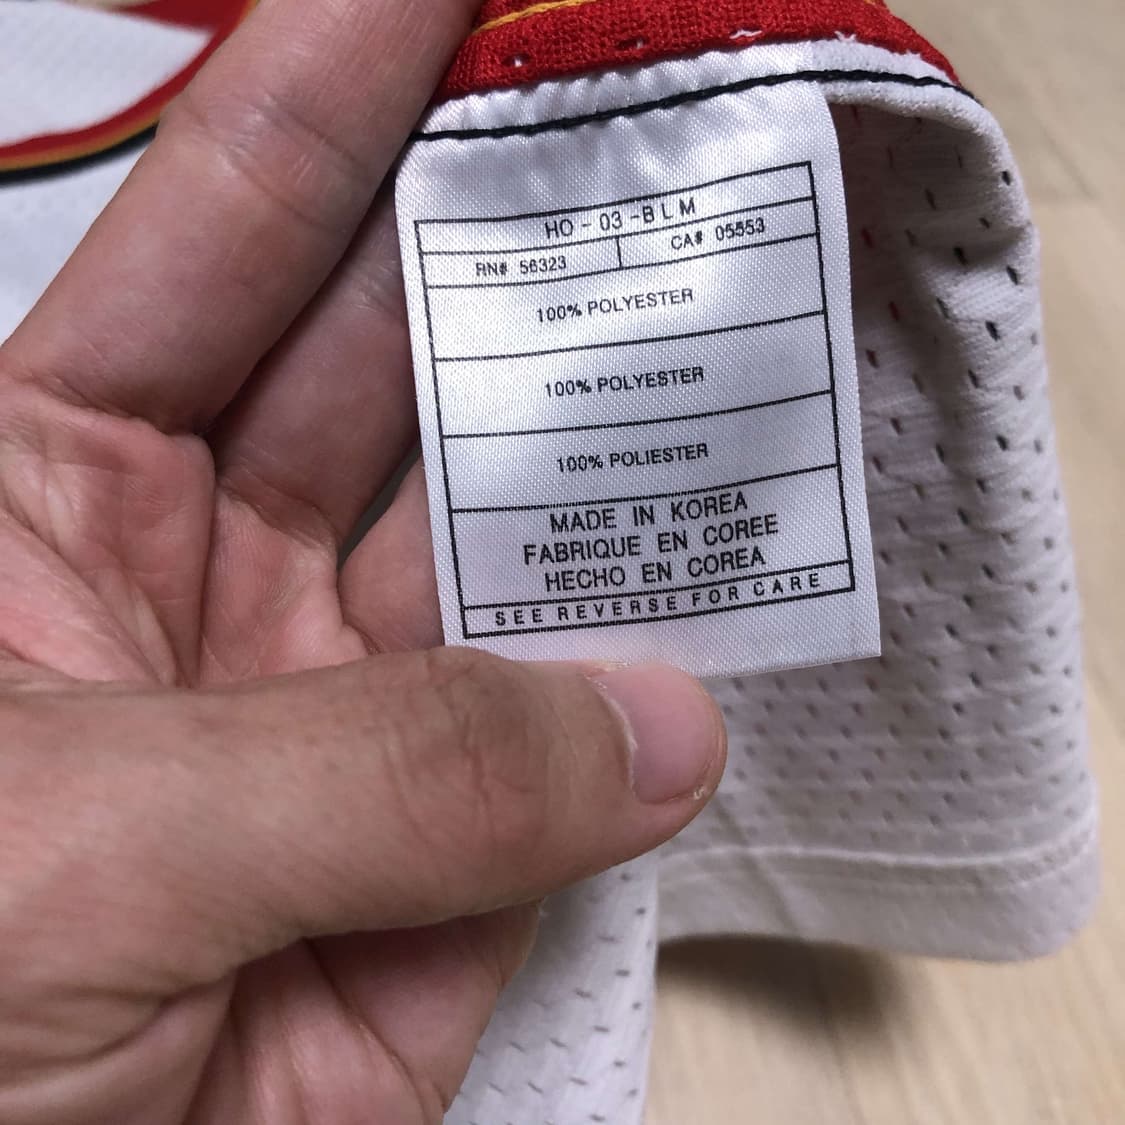 HO - 03 - B L M
RN# 56323
CA# 05553
100% POLYESTER
100% POLYESTER
100% POLIESTER
MADE IN KOREA
FABRIQUE EN COREE
HECHO EN COREA
SEE REVERSE FOR CARE